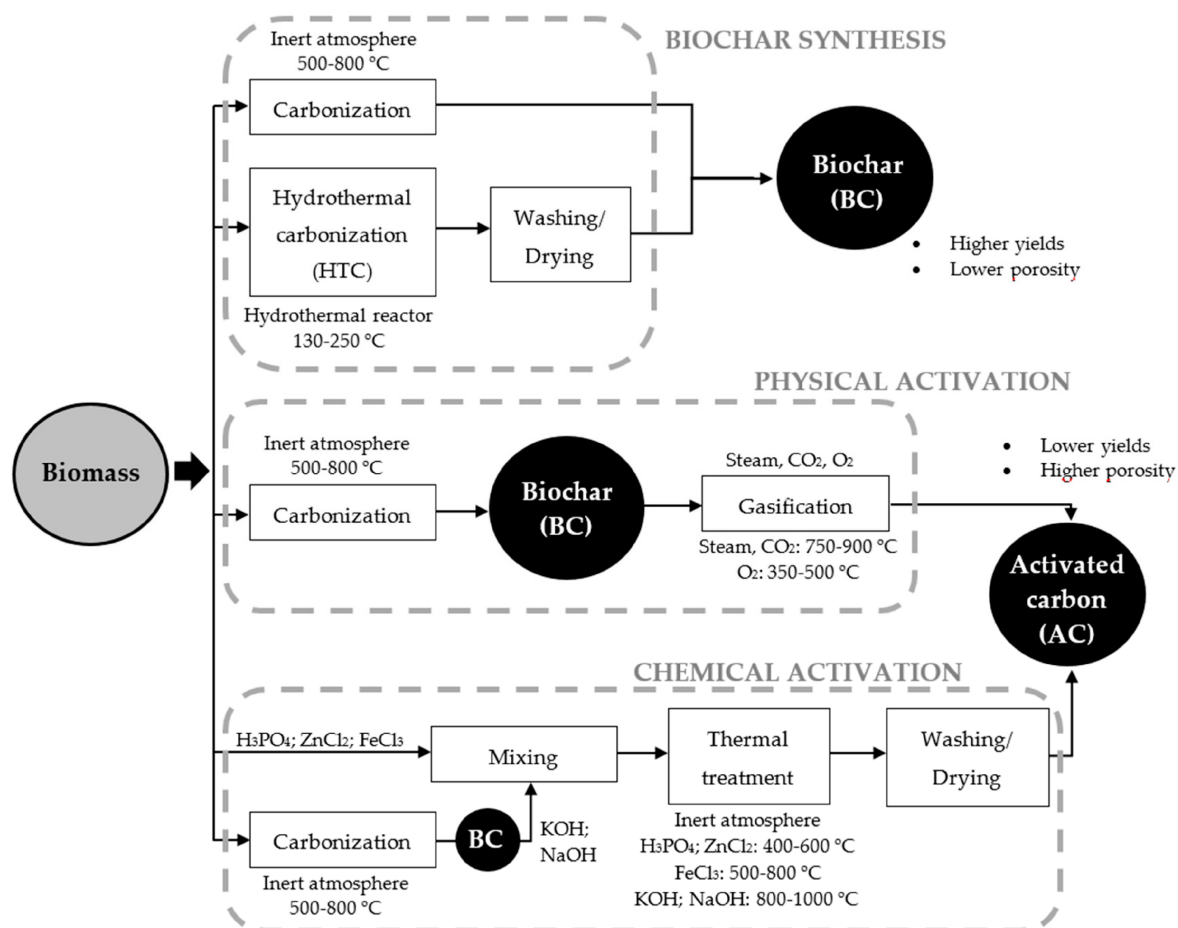 BIOCHAR SYNTHESIS
Inert atmosphere
500-800 °C
Carbonization
Hydrothermal
carbonization
(HTC)
Hydrothermal reactor
130-250 °C
Washing/
Drying
Biochar
(BC)
• Higher yields
• Lower porosity
Biomass
PHYSICAL ACTIVATION
Inert atmosphere
500-800 °C
Carbonization
Biochar
(BC)
Steam, CO₂, O₂
Gasification
Steam, CO₂: 750-900 °C
O₂: 350-500 °C
• Lower yields
• Higher porosity
Activated
carbon
(AC)
CHEMICAL ACTIVATION
H₃PO₄; ZnCl₂; FeCl₃
Mixing
Carbonization
Inert atmosphere
500-800 °C
BC
KOH;
NaOH
Thermal
treatment
Inert atmosphere
H₃PO₄; ZnCl₂: 400-600 °C
FeCl₃: 500-800 °C
KOH; NaOH: 800-1000 °C
Washing/
Drying